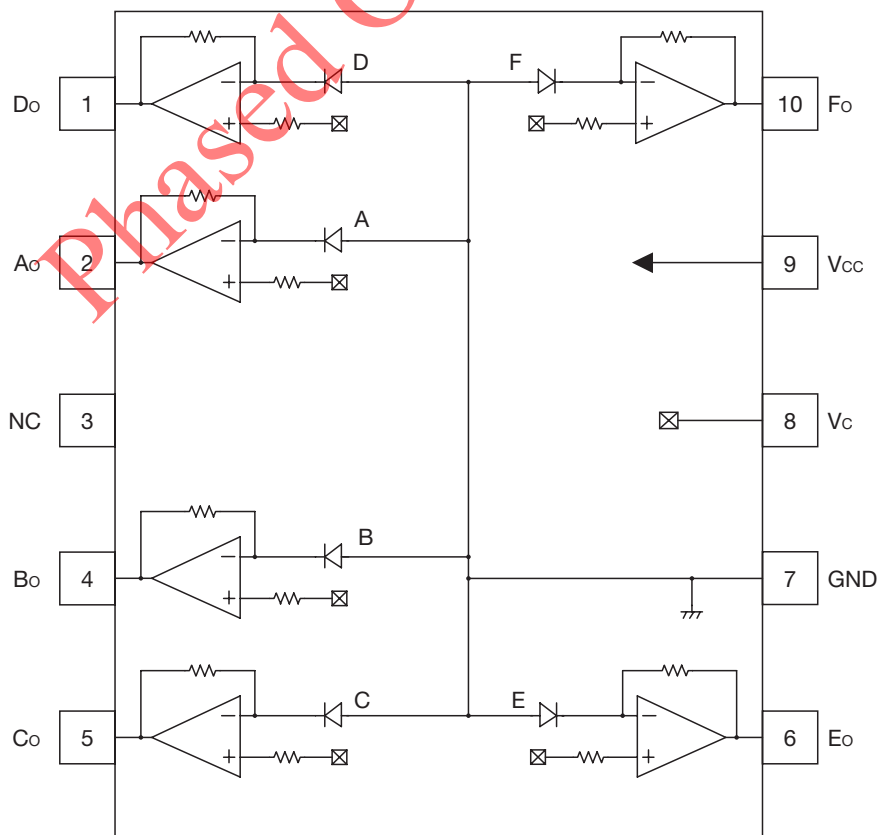 Phased O
D F
− −
Do 1 10 Fo
+ +
A
−
Ao 2 9 Vcc
+
NC 3 8 Vc
B
−
Bo 4 7 GND
+
C E
− −
Co 5 6 Eo
+ +